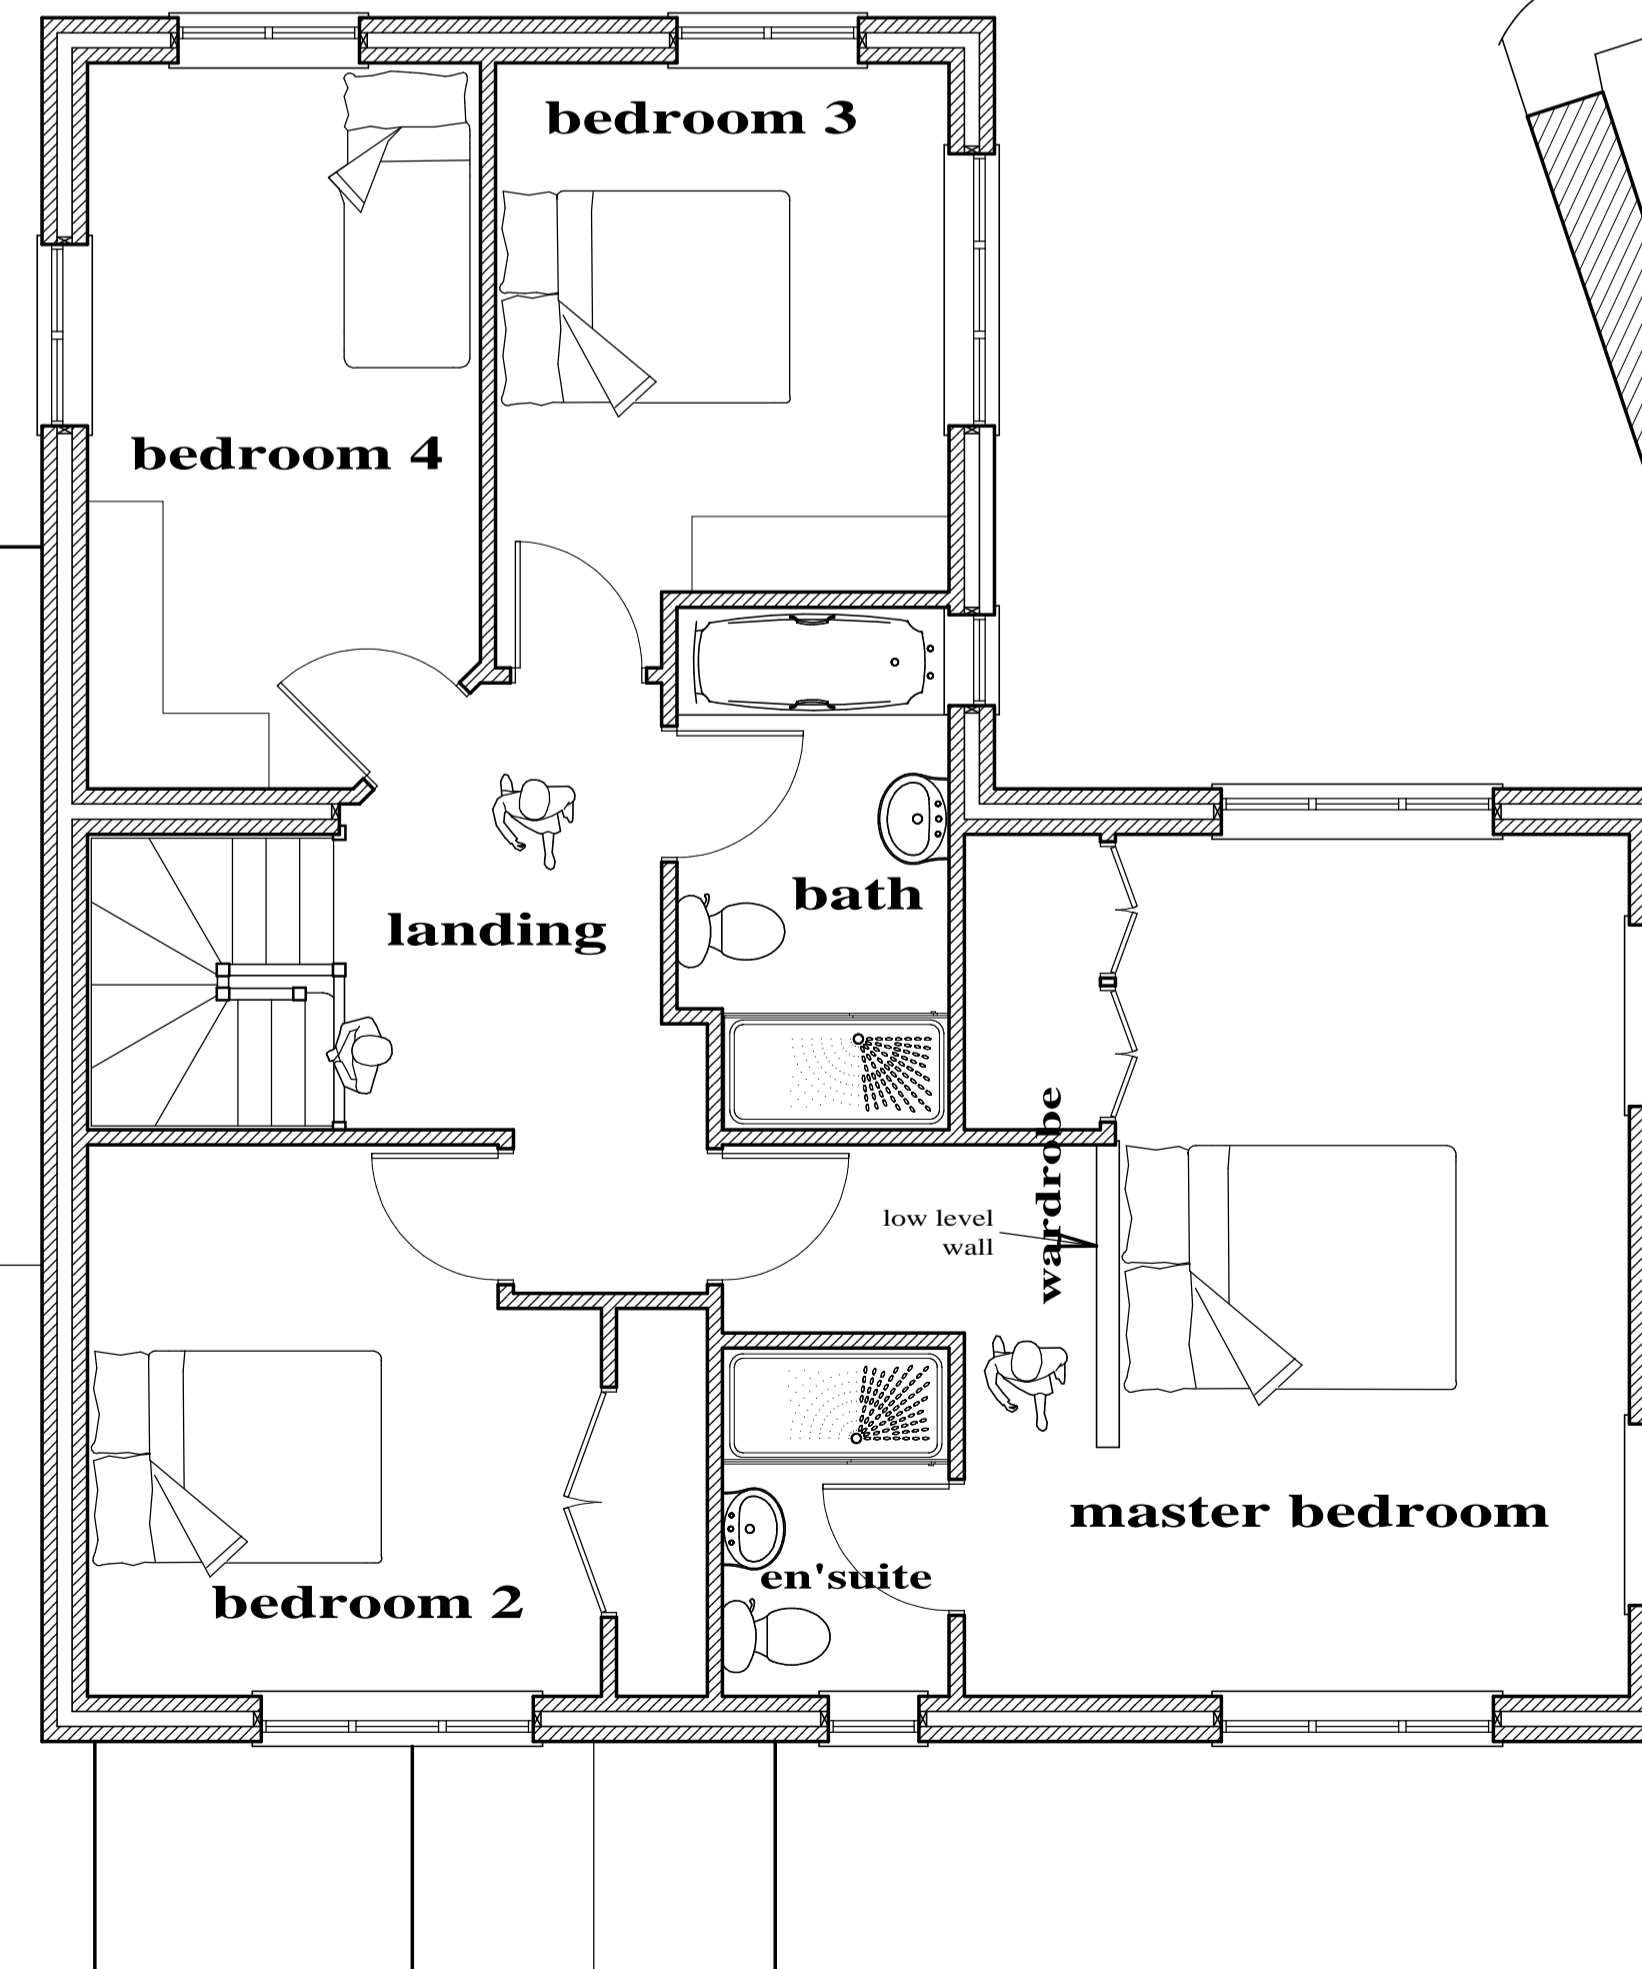 bedroom 3
bedroom 4
bath
landing
wardrobe
low level
wall
master bedroom
en'suite
bedroom 2